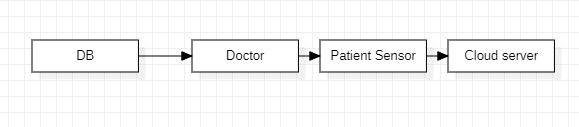 DB
Doctor
Patient Sensor
Cloud server